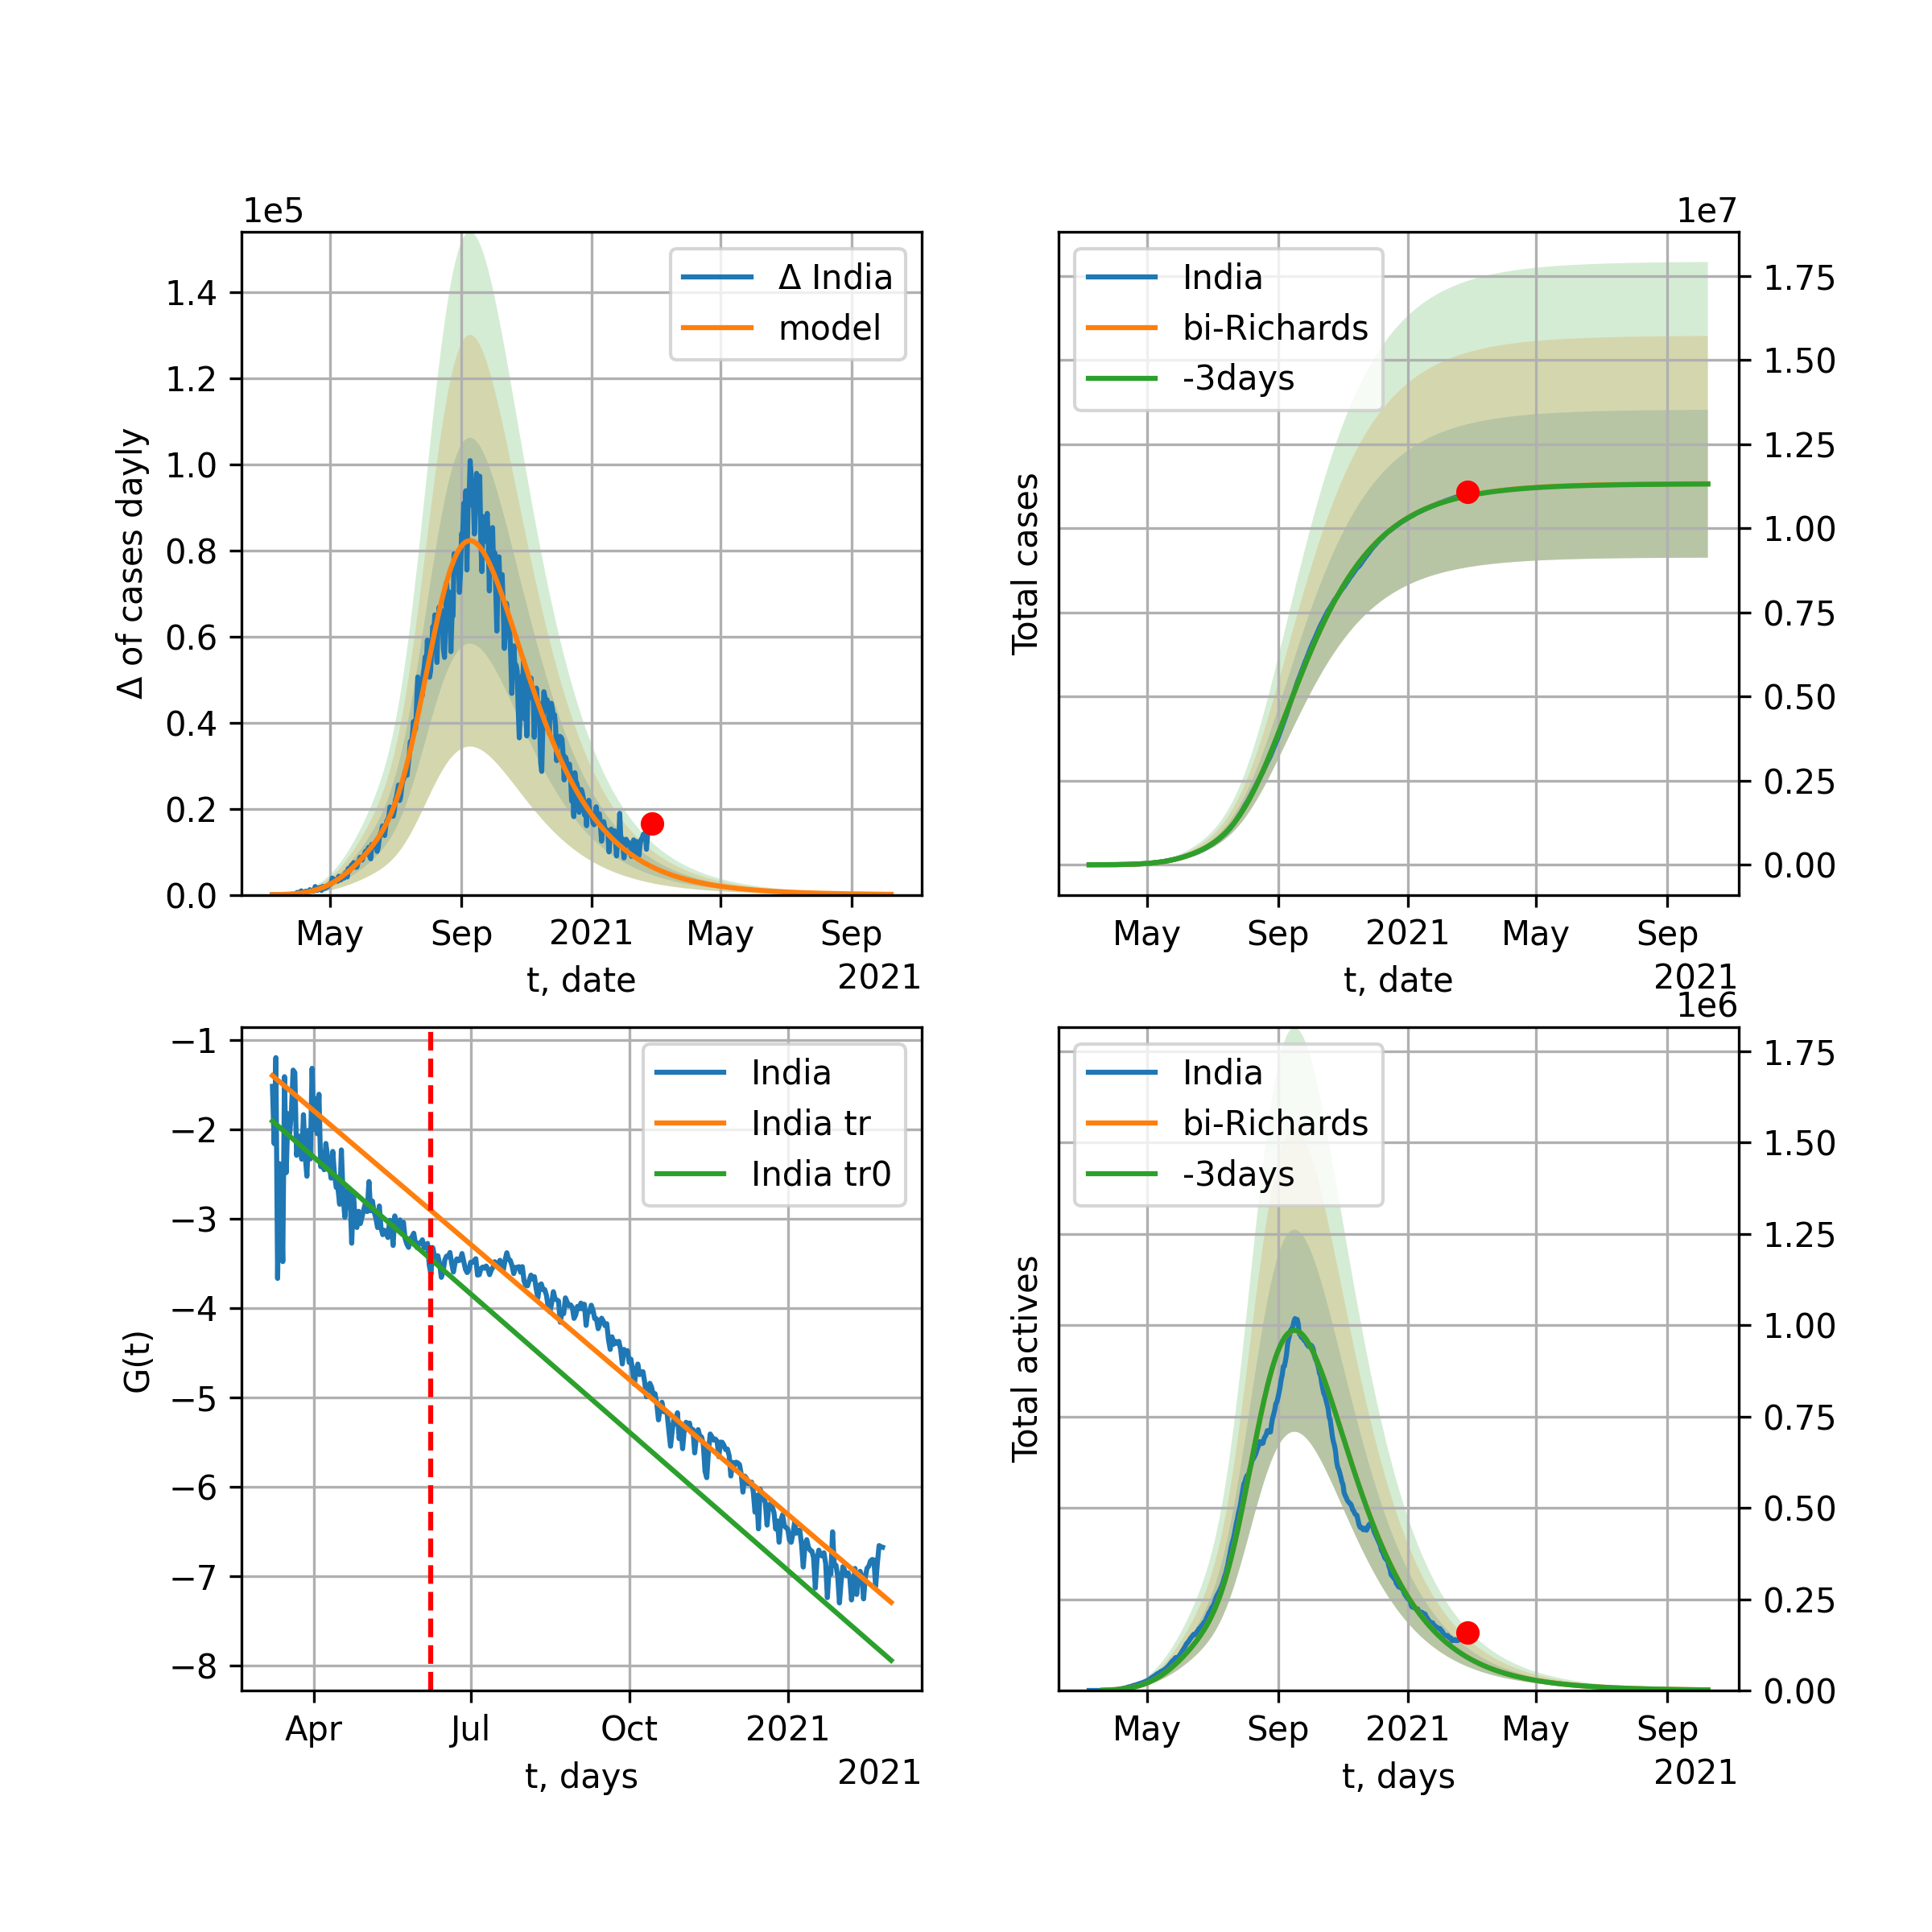 1e5
Δ of cases dayly
1.4
1.2
1.0
0.8
0.6
0.4
0.2
0.0
Δ India
model
May Sep 2021 May Sep
t, date
2021
1e7
Total cases
India
bi-Richards
-3days
1.75
1.50
1.25
1.00
0.75
0.50
0.25
0.00
May Sep 2021 May Sep
t, date
2021
G(t)
−1
−2
−3
−4
−5
−6
−7
−8
India
India tr
India tr0
Apr Jul Oct 2021
t, days
2021
1e6
Total actives
India
bi-Richards
-3days
1.75
1.50
1.25
1.00
0.75
0.50
0.25
0.00
May Sep 2021 May Sep
t, days
2021